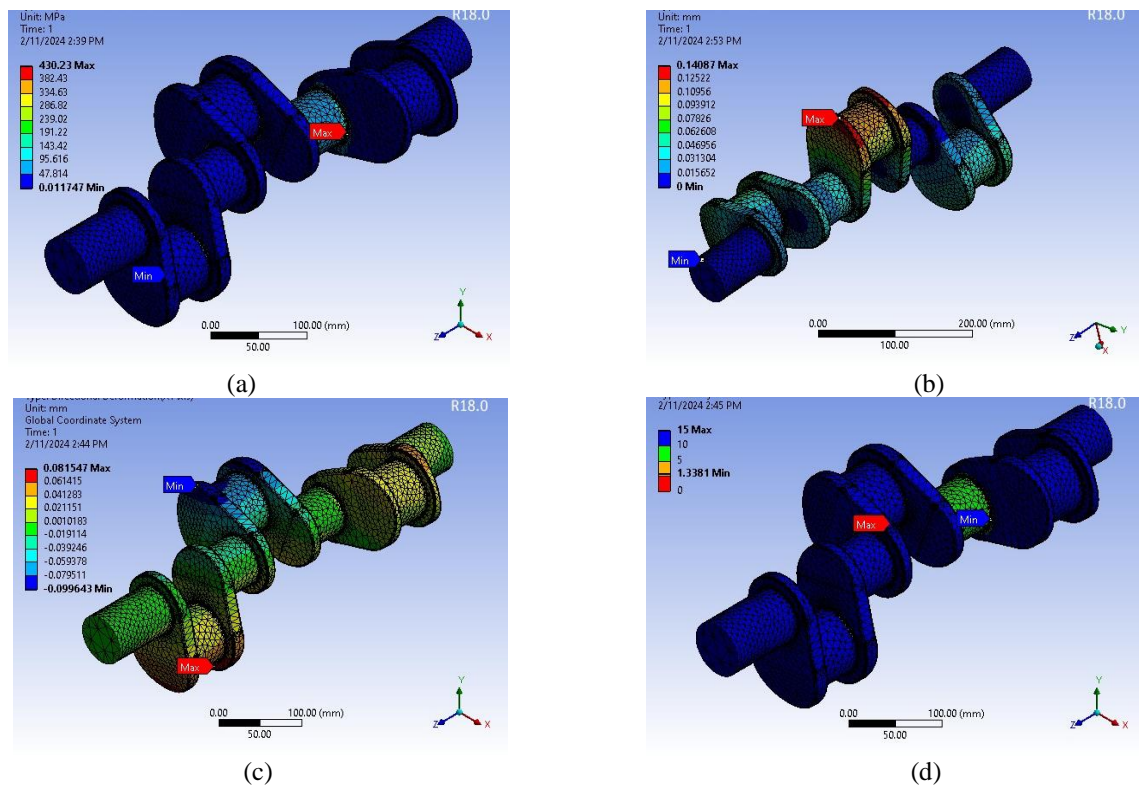 Unit: MPa
Time: 1
2/11/2024 2:39 PM
R18.0
430.23 Max
382.43
334.63
286.82
239.02
191.22
143.42
95.616
47.814
0.011747 Min
Max
Min
0.00
100.00 (mm)
50.00
Y
Z
X
(a)
Unit: mm
Time: 1
2/11/2024 2:53 PM
R18.0
0.14087 Max
0.12522
0.10956
0.093912
0.07826
0.062608
0.046956
0.031304
0.015652
0 Min
Max
Min
0.00
200.00 (mm)
100.00
Y
Z
X
(b)
Unit: mm
Global Coordinate System
Time: 1
2/11/2024 2:44 PM
R18.0
0.081547 Max
0.061415
0.041283
0.021151
0.0010183
-0.019114
-0.039246
-0.059378
-0.079511
-0.099643 Min
Min
Max
0.00
100.00 (mm)
50.00
Y
Z
X
(c)
2/11/2024 2:45 PM
R18.0
15 Max
10
5
1.3381 Min
0
Max
Min
0.00
100.00 (mm)
50.00
Y
Z
X
(d)